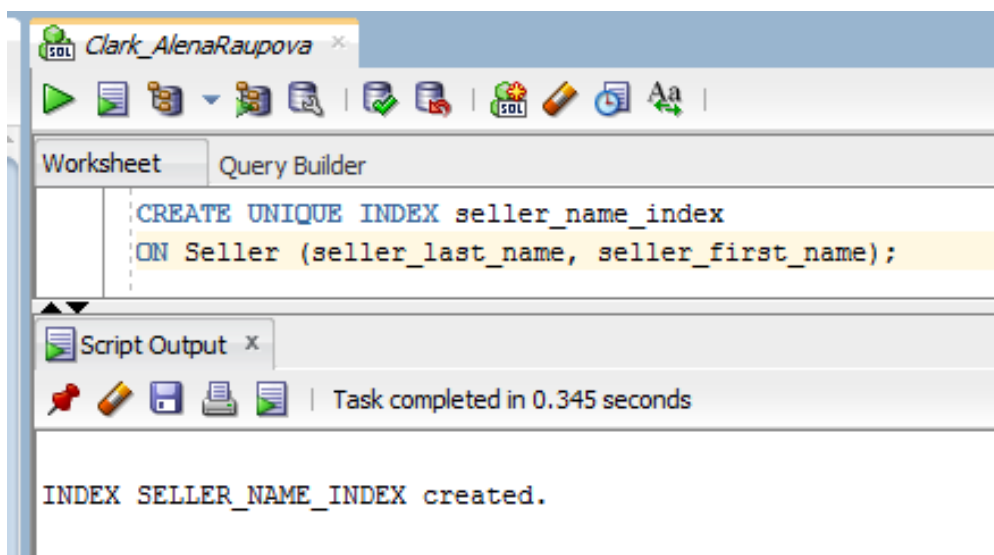 Clark_AlenaRaupova
Worksheet Query Builder
CREATE UNIQUE INDEX seller_name_index
ON Seller (seller_last_name, seller_first_name);
Script Output x
Task completed in 0.345 seconds
INDEX SELLER_NAME_INDEX created.